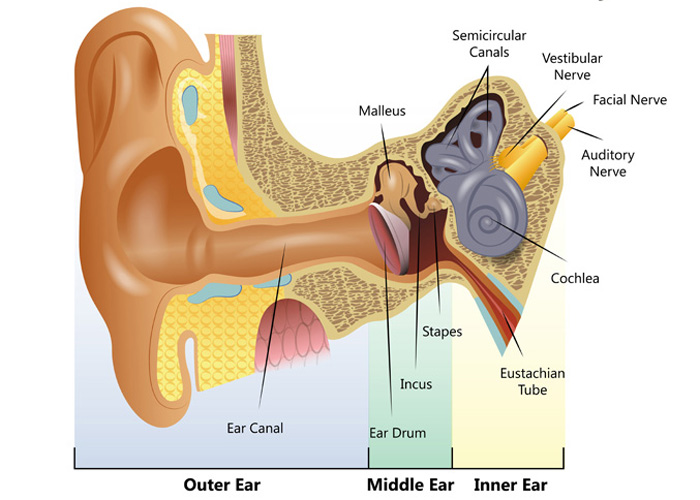 Semicircular
Canals
Vestibular
Nerve
Facial Nerve
Malleus
Auditory
Nerve
Cochlea
Stapes
Eustachian
Tube
Incus
Ear Canal
Ear Drum
Outer Ear
Middle Ear
Inner Ear